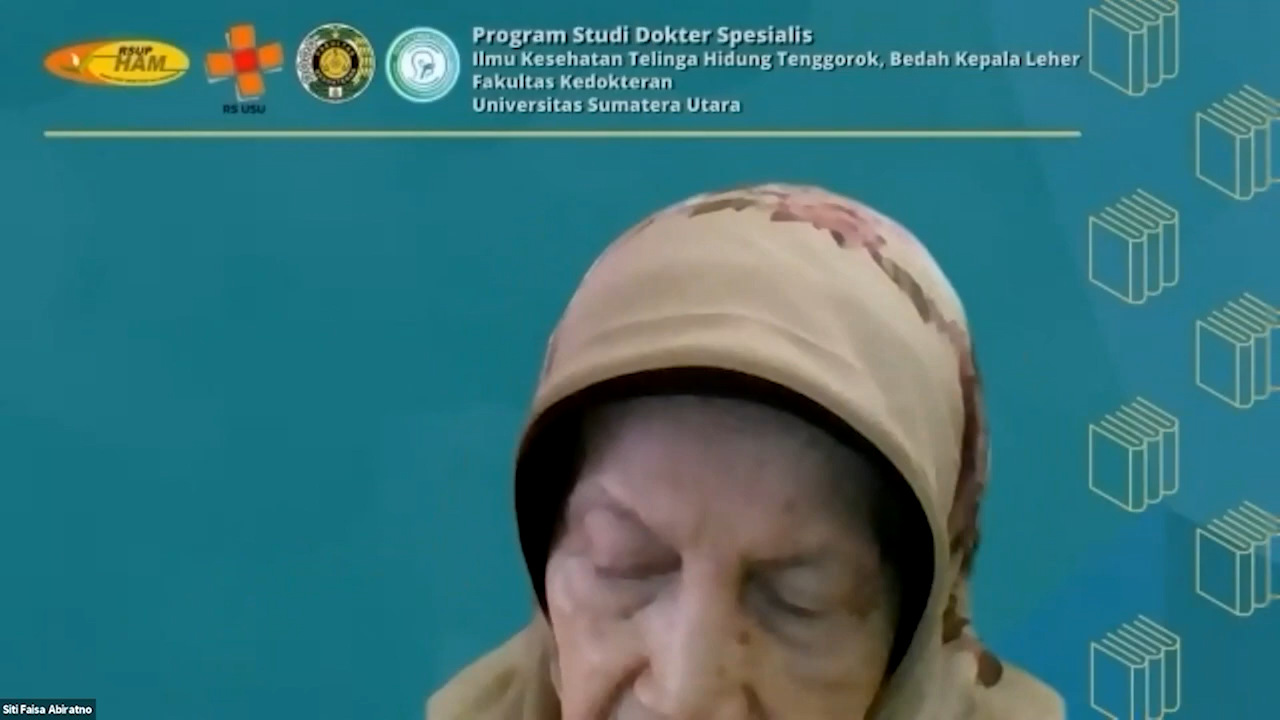 RSUP
HAM
RS USU
Program Studi Dokter Spesialis
Ilmu Kesehatan Telinga Hidung Tenggorok, Bedah Kepala Leher
Fakultas Kedokteran
Universitas Sumatera Utara
Siti Faisa Abiratno